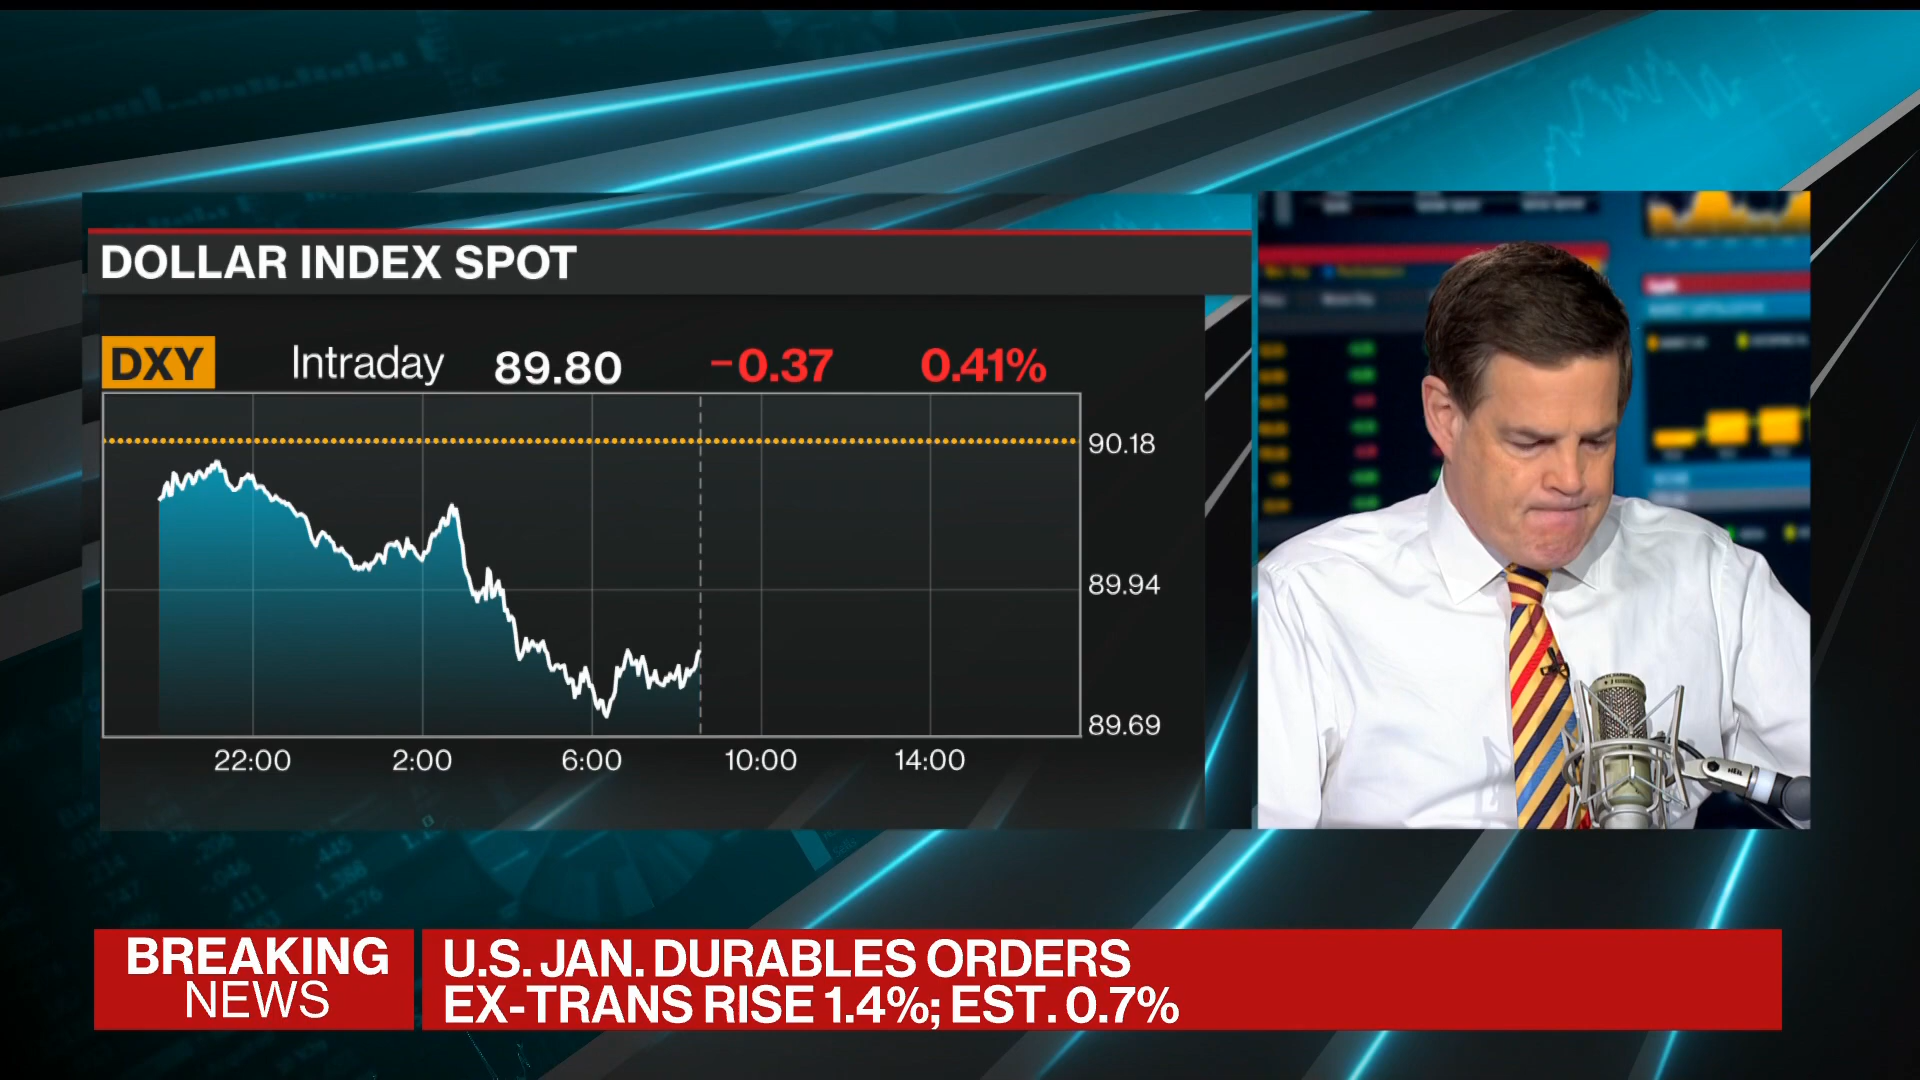 DOLLAR INDEX SPOT
DXY Intraday 89.80 -0.37 0.41%
90.18
89.94
89.69
22:00 2:00 6:00 10:00 14:00
BREAKING
NEWS
U.S. JAN. DURABLES ORDERS
EX-TRANS RISE 1.4%; EST. 0.7%